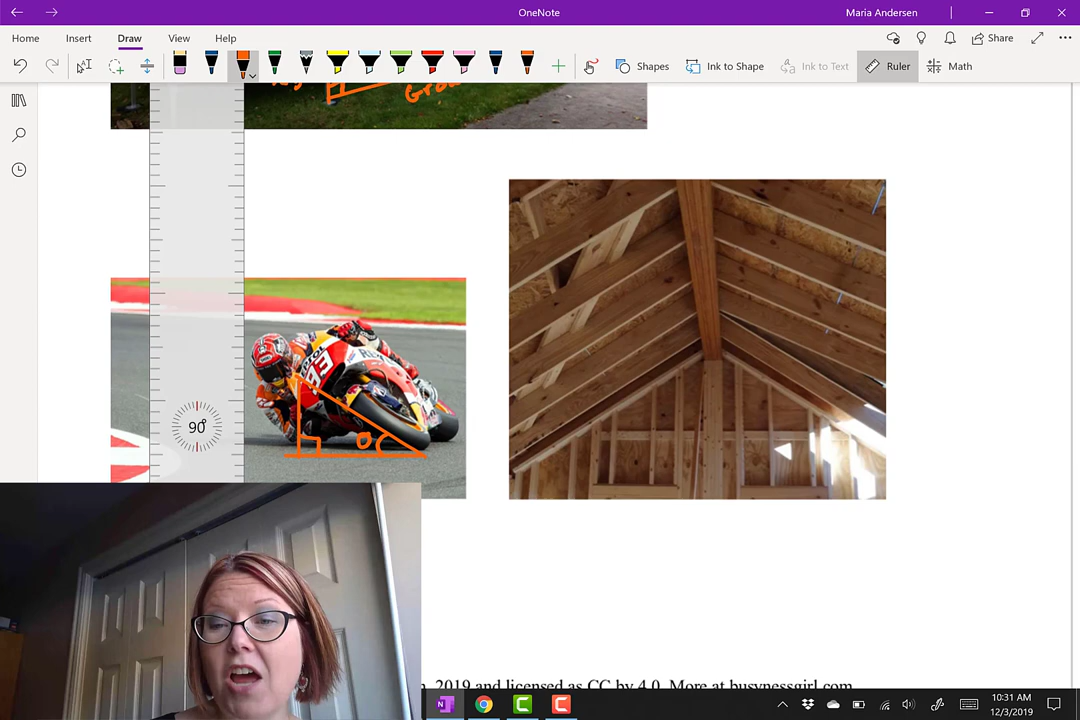 OneNote
Maria Andersen
Home
Insert
Draw
View
Help
Share
Shapes
Ink to Shape
Ink to Text
Ruler
Math
93
90°
θ
, 2019 and licensed as CC by 4.0. More at busynessgirl.com
10:31 AM
12/3/2019